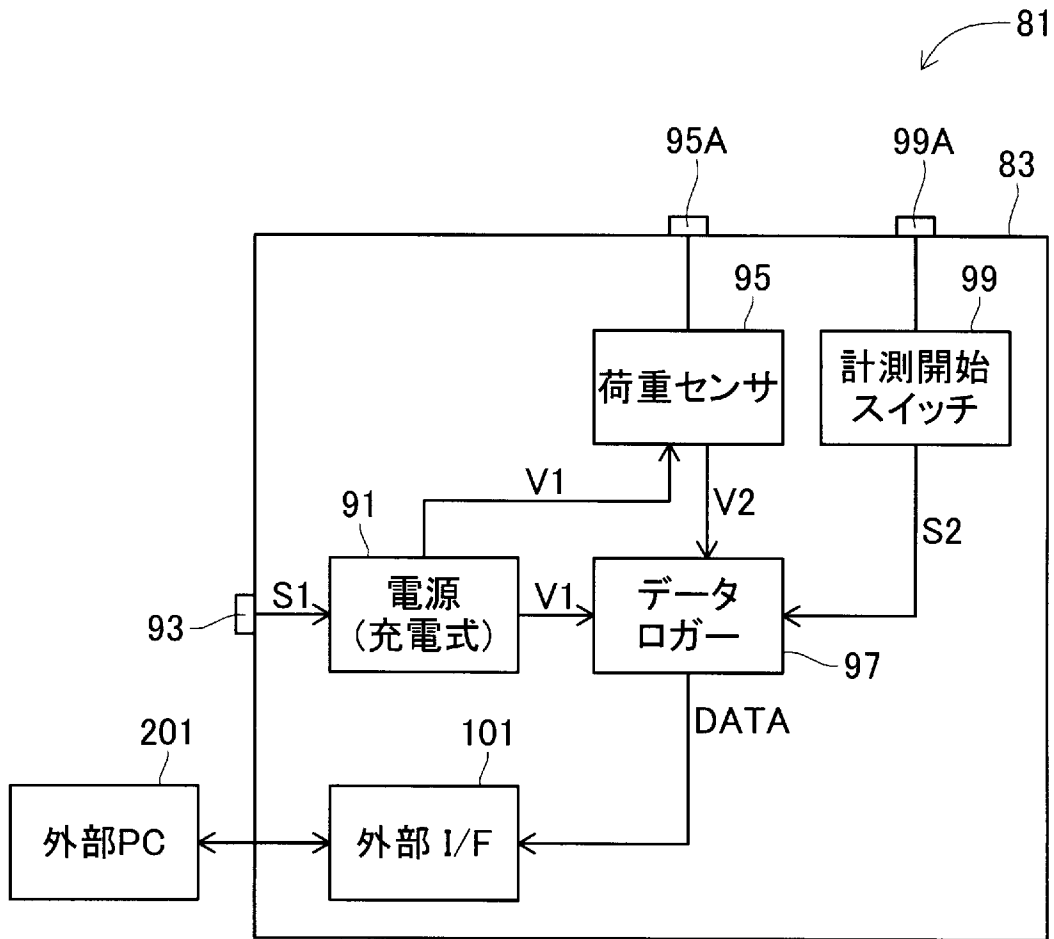 81
95A
99A
83
95
99
荷重センサ
計測開始
スイッチ
V1
V2
S2
91
電源
(充電式)
S1
V1
データ
ロガー
93
97
DATA
201
101
外部PC
外部 I/F